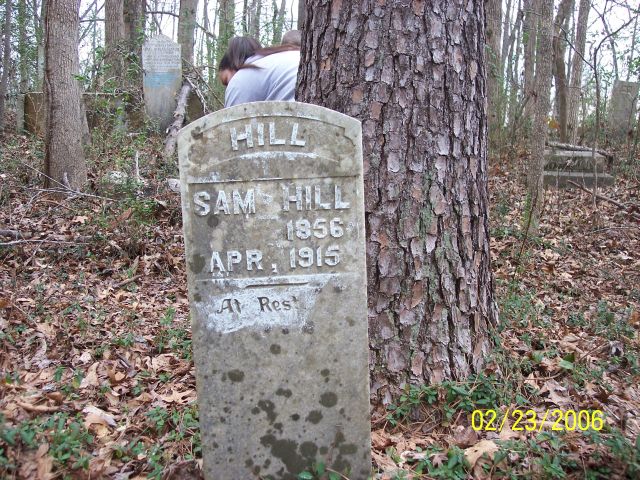 HILL
SAM HILL
1856
APR, 1915
At Rest
02/23/2006